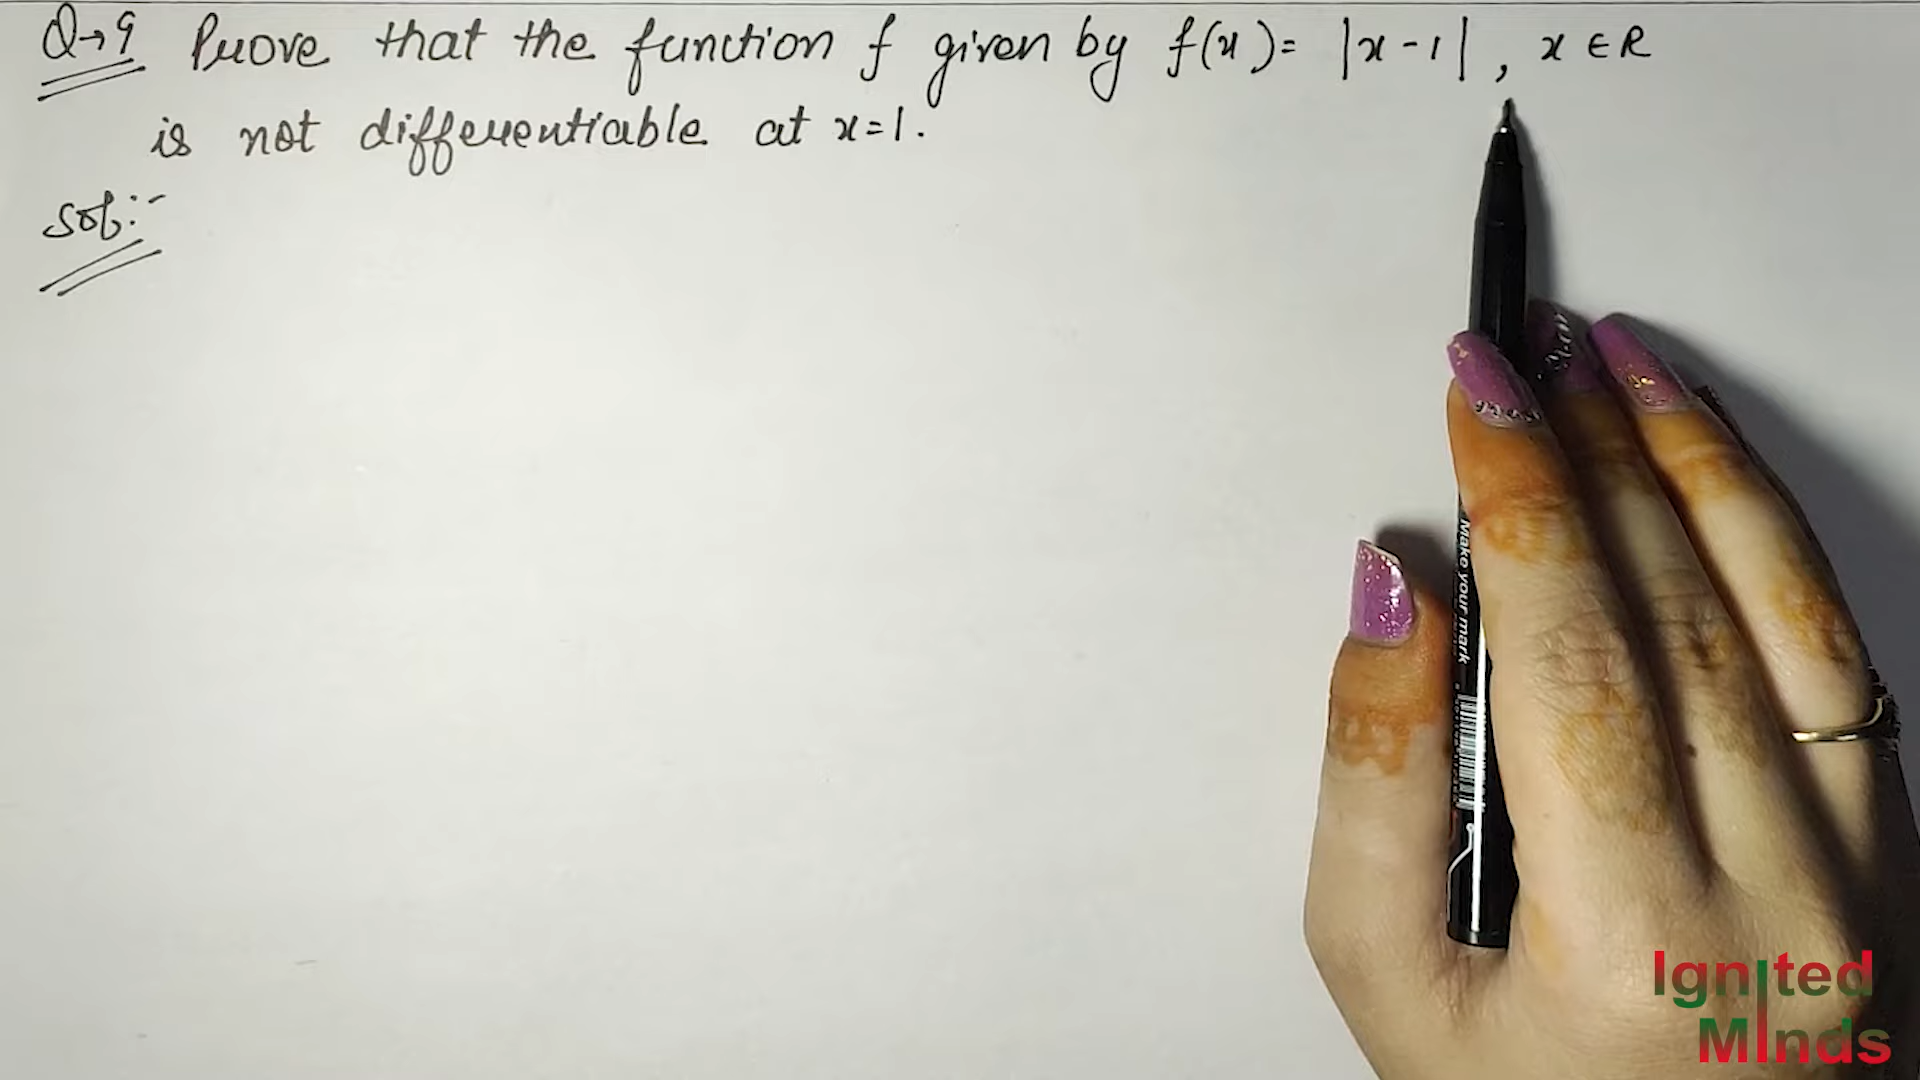 Q→9 Prove that the function f given by f(x)= |x-1| , x ∈ R
is not differentiable at x=1.
Sol:-
Make your mark
Ignited
Minds